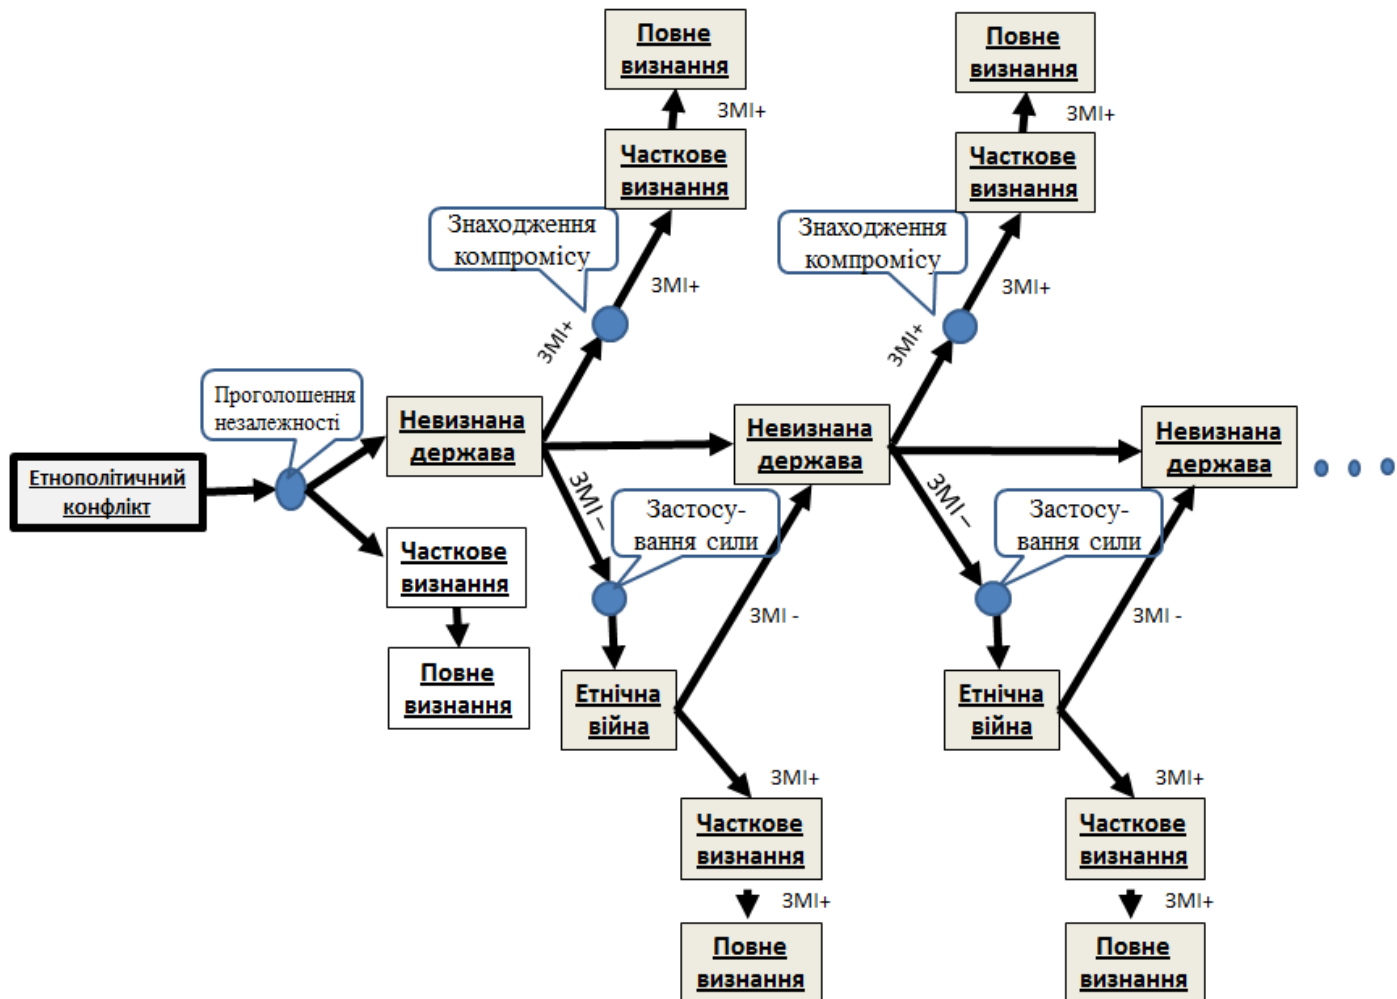 Повне
визнання
Повне
визнання
ЗМІ+
ЗМІ+
Часткове
визнання
Часткове
визнання
Знаходження
компромісу
Знаходження
компромісу
ЗМІ+
ЗМІ+
ЗМІ+
ЗМІ+
Проголошення
незалежності
Невизнана
держава
Невизнана
держава
Невизнана
держава
Етнополітичний
конфлікт
ЗМІ –
ЗМІ –
Застосу-
вання сили
Застосу-
вання сили
Часткове
визнання
ЗМІ -
ЗМІ -
Повне
визнання
Етнічна
війна
Етнічна
війна
ЗМІ+
ЗМІ+
Часткове
визнання
Часткове
визнання
ЗМІ+
ЗМІ+
Повне
визнання
Повне
визнання